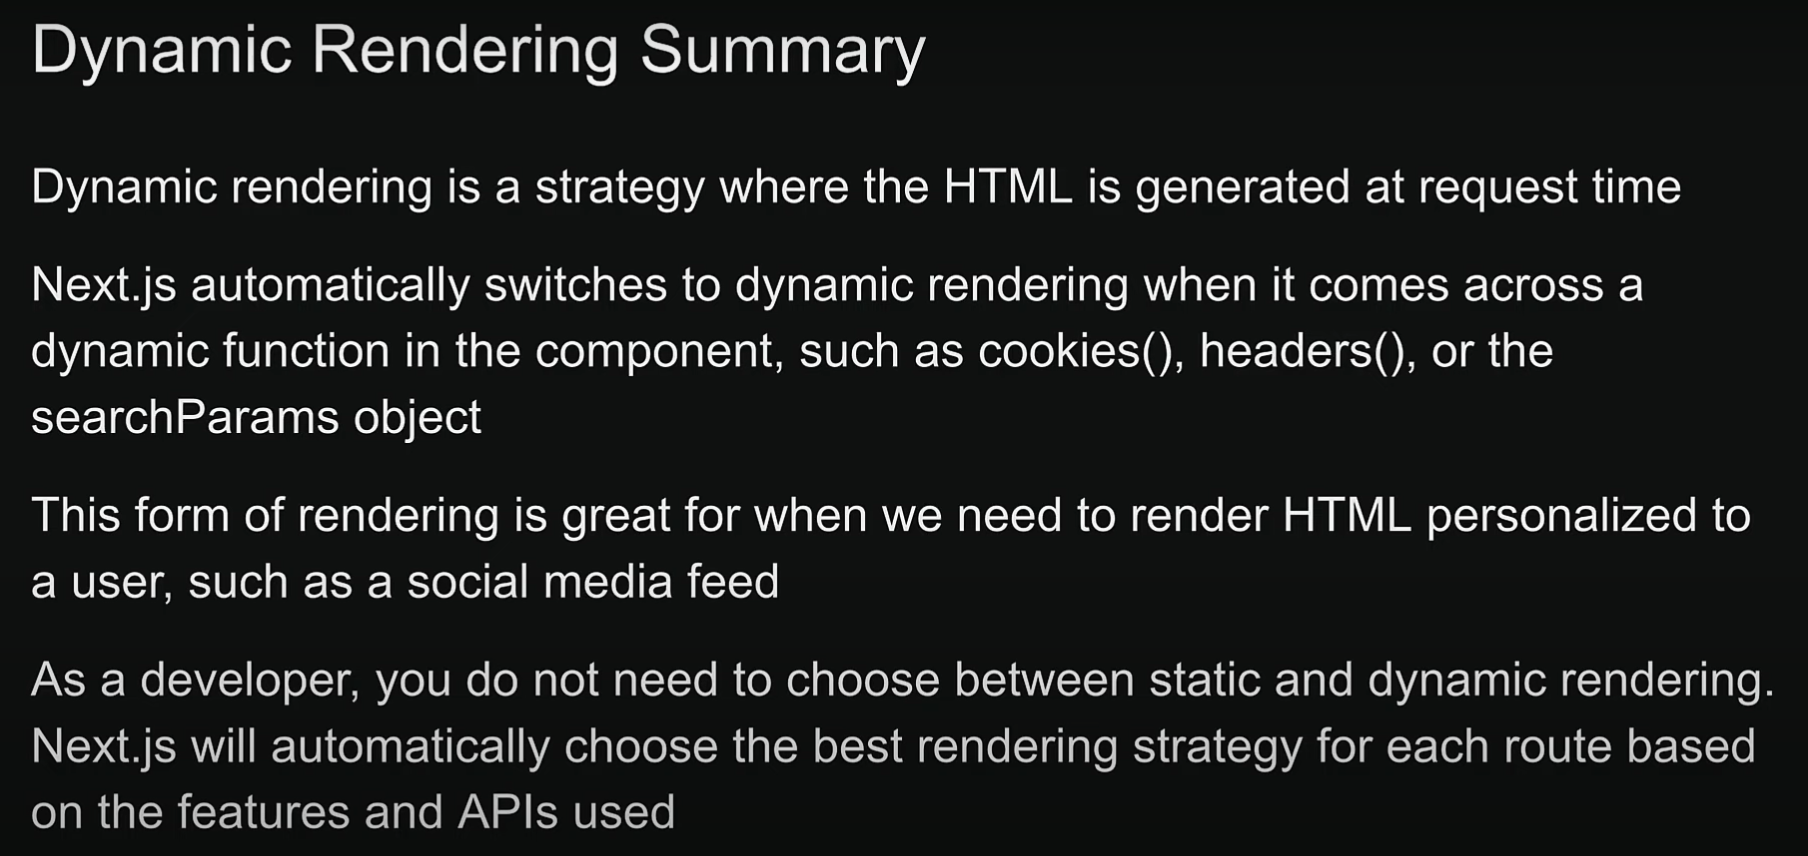 Dynamic Rendering Summary
Dynamic rendering is a strategy where the HTML is generated at request time
Next.js automatically switches to dynamic rendering when it comes across a
dynamic function in the component, such as cookies(), headers(), or the
searchParams object
This form of rendering is great for when we need to render HTML personalized to
a user, such as a social media feed
As a developer, you do not need to choose between static and dynamic rendering.
Next.js will automatically choose the best rendering strategy for each route based
on the features and APIs used